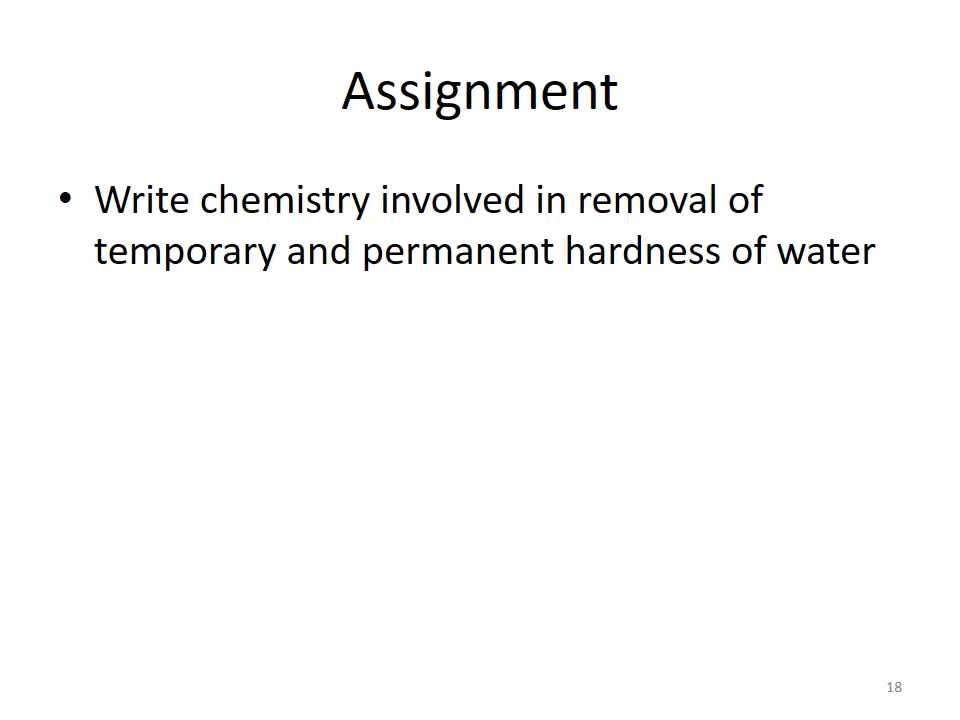 Assignment
• Write chemistry involved in removal of
temporary and permanent hardness of water
18